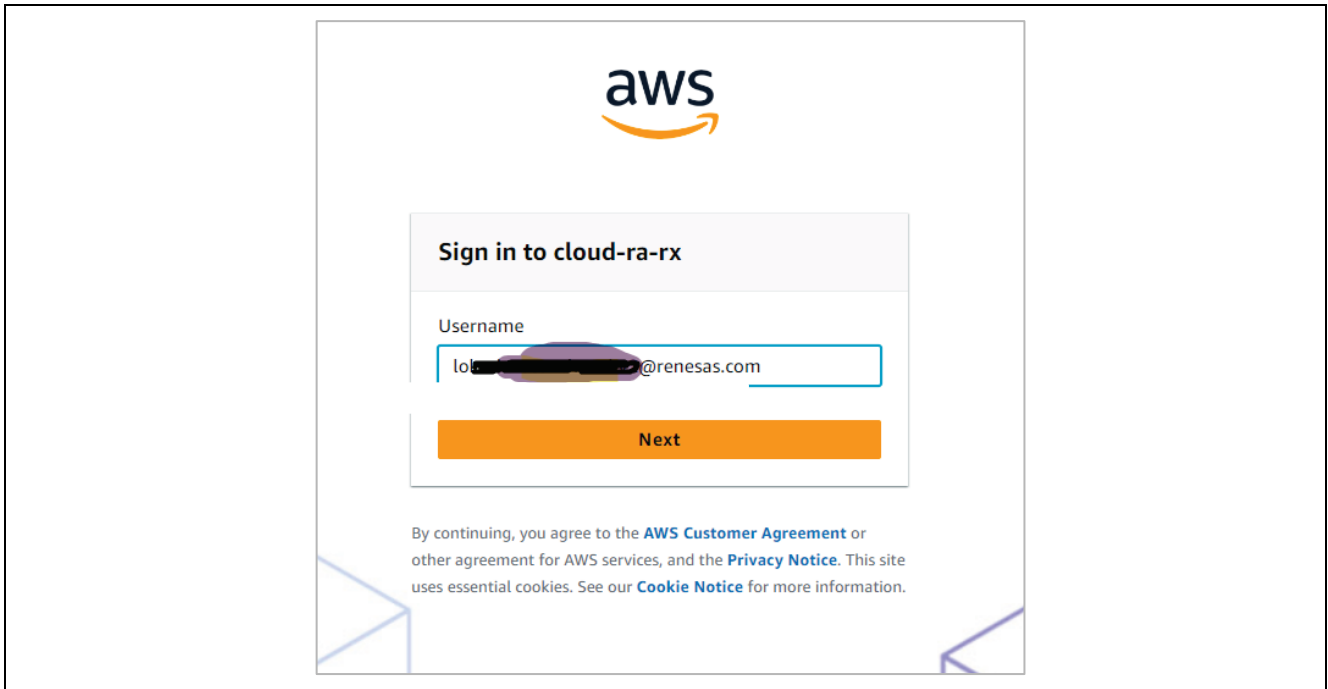 aws
Sign in to cloud-ra-rx
Username
@renesas.com
Next
By continuing, you agree to the AWS Customer Agreement or
other agreement for AWS services, and the Privacy Notice. This site
uses essential cookies. See our Cookie Notice for more information.